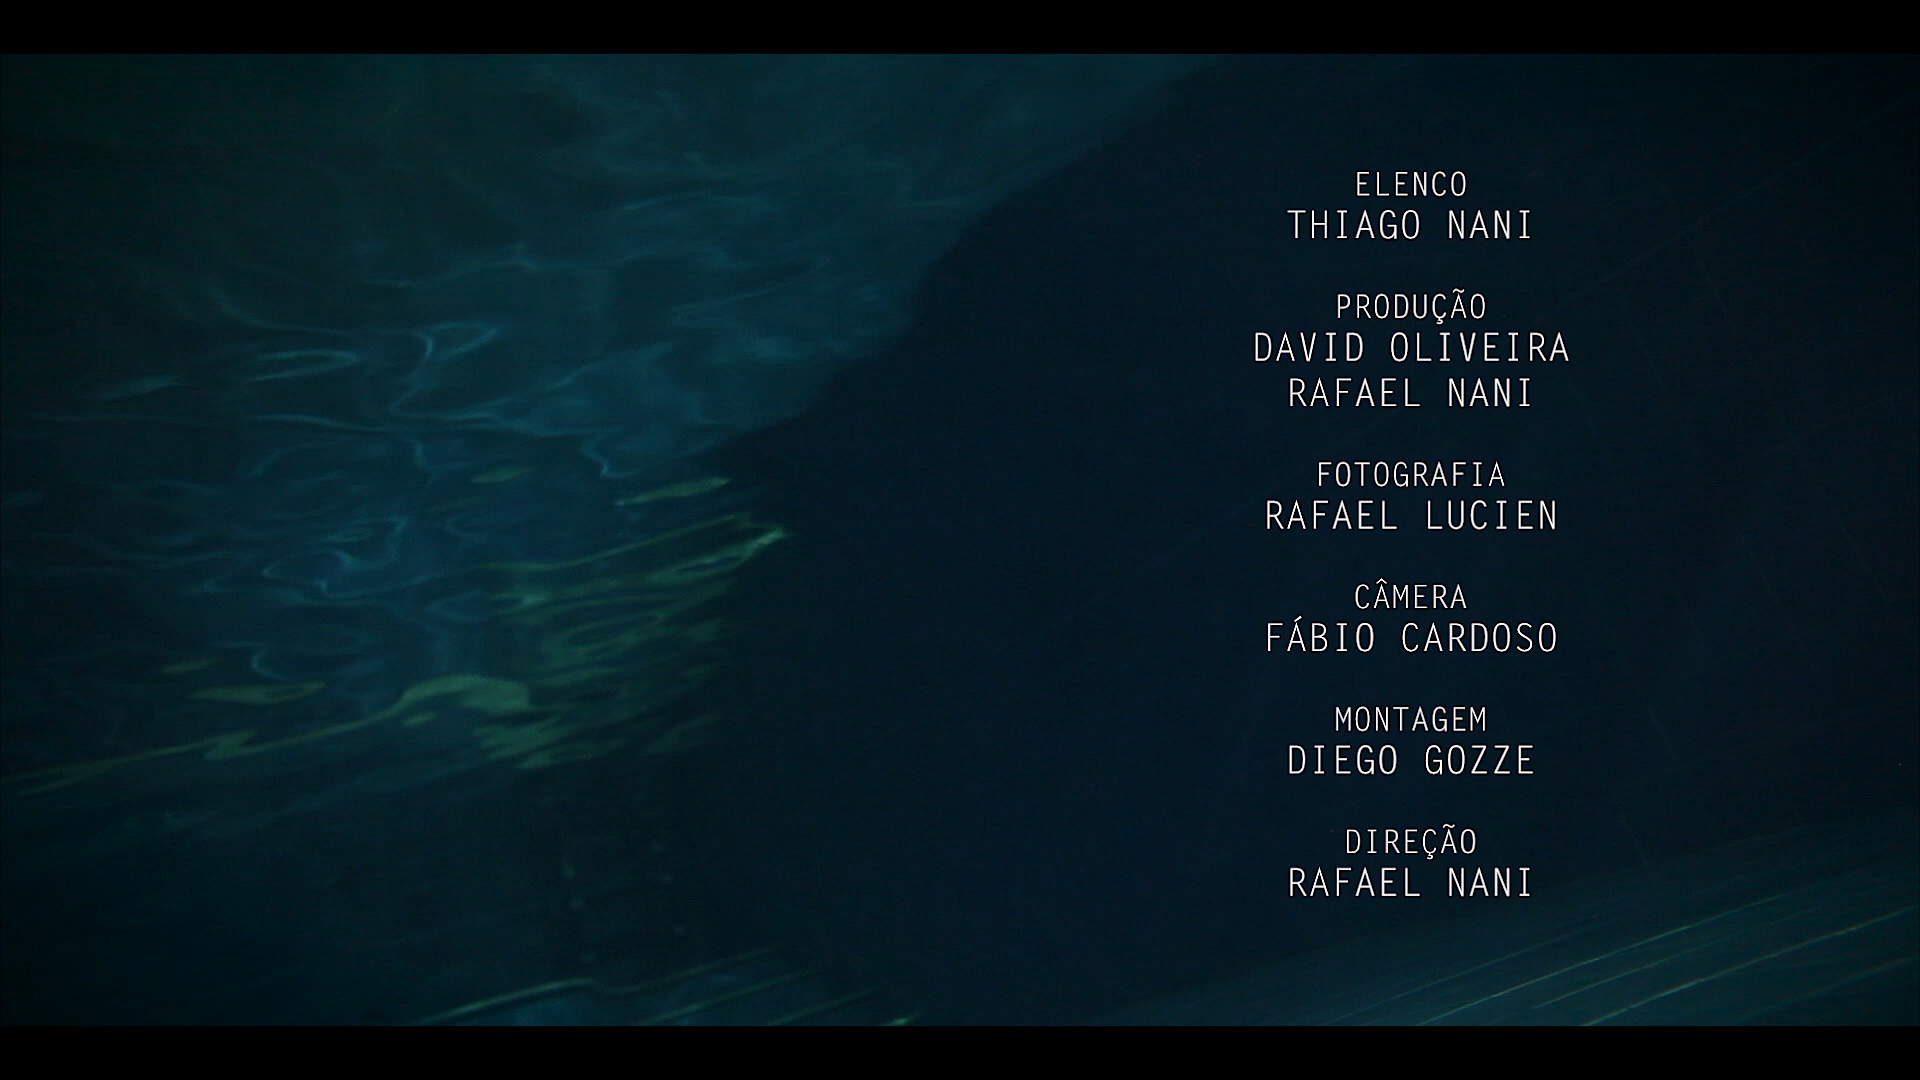 ELENCO
THIAGO NANI
PRODUÇÃO
DAVID OLIVEIRA
RAFAEL NANI
FOTOGRAFIA
RAFAEL LUCIEN
CÂMERA
FÁBIO CARDOSO
MONTAGEM
DIEGO GOZZE
DIREÇÃO
RAFAEL NANI